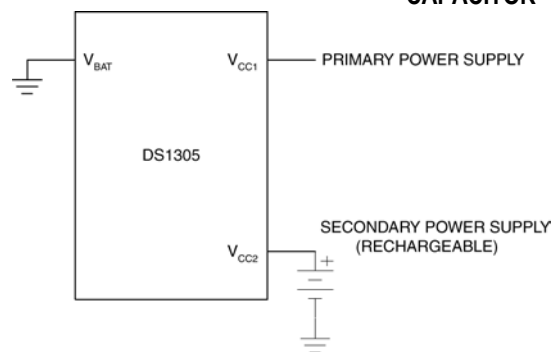 CAPACITOR
VBAT
VCC1
PRIMARY POWER SUPPLY
DS1305
SECONDARY POWER SUPPLY
(RECHARGEABLE)
VCC2
+